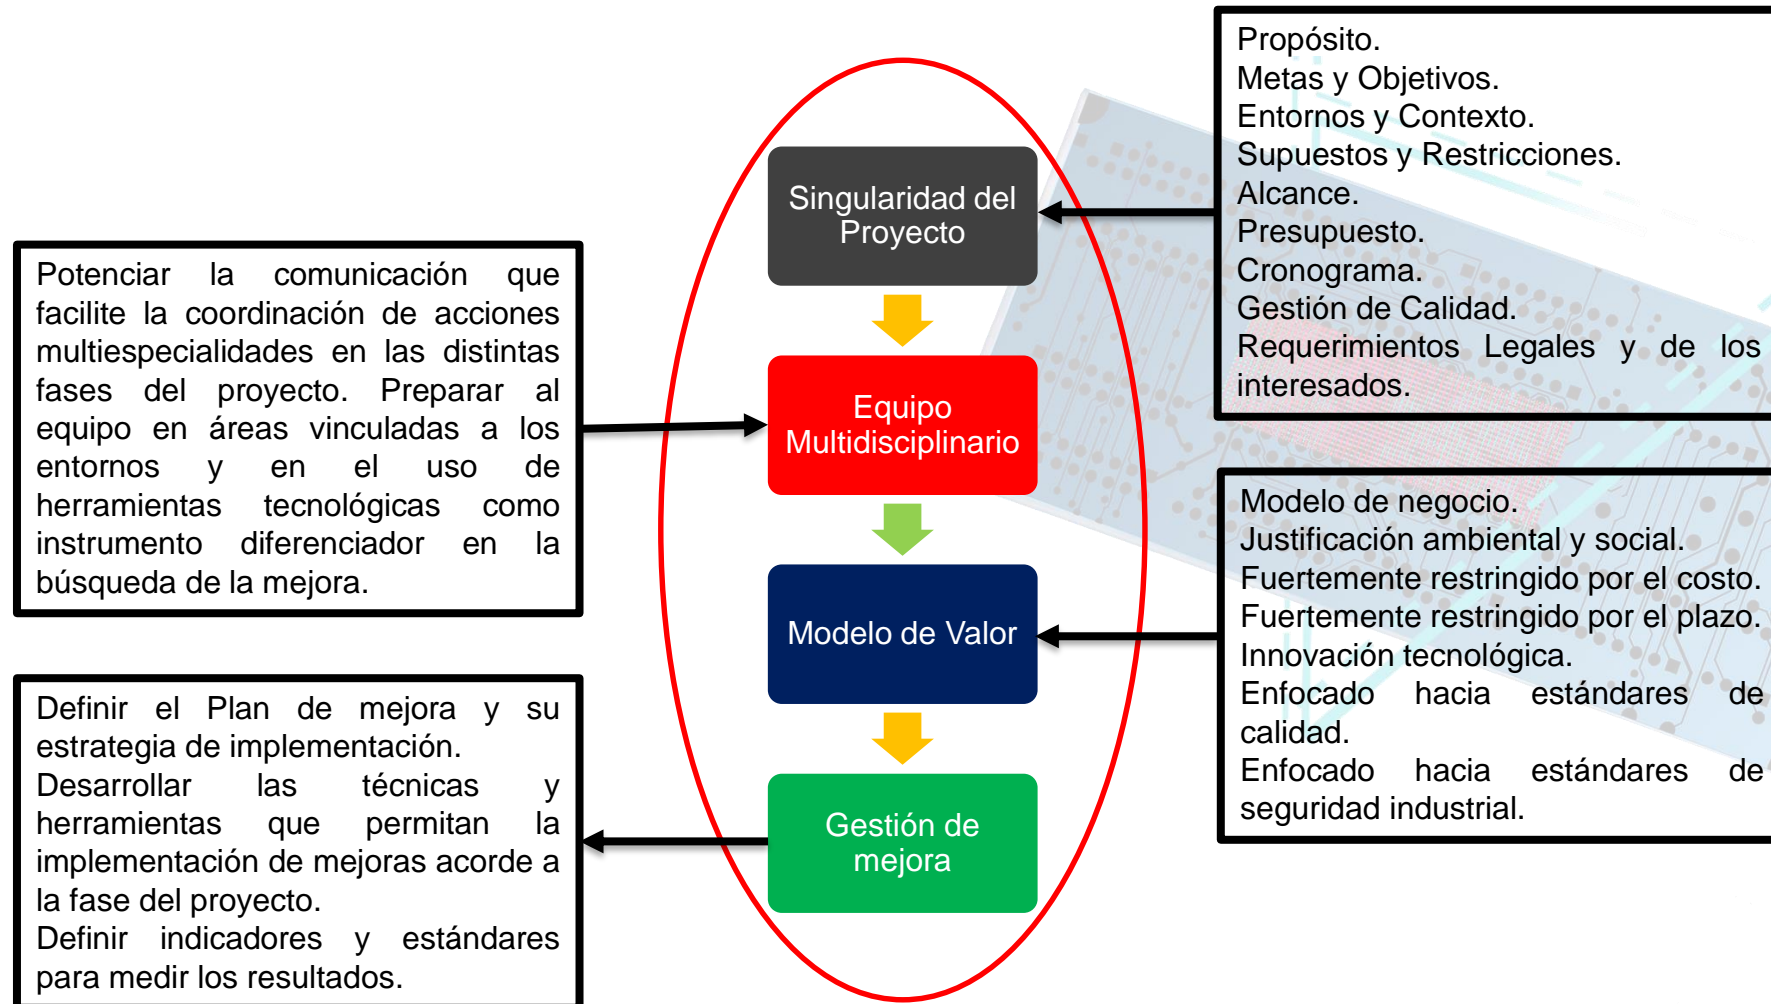 Propósito.
Metas y Objetivos.
Entornos y Contexto.
Supuestos y Restricciones.
Alcance.
Presupuesto.
Cronograma.
Gestión de Calidad.
Requerimientos Legales y de los
interesados.
Singularidad del
Proyecto
Potenciar la comunicación que
facilite la coordinación de acciones
multiespecialidades en las distintas
fases del proyecto. Preparar al
equipo en áreas vinculadas a los
entornos y en el uso de
herramientas tecnológicas como
instrumento diferenciador en la
búsqueda de la mejora.
Equipo
Multidisciplinario
Modelo de negocio.
Justificación ambiental y social.
Fuertemente restringido por el costo.
Fuertemente restringido por el plazo.
Innovación tecnológica.
Enfocado hacia estándares de
calidad.
Enfocado hacia estándares de
seguridad industrial.
Modelo de Valor
Definir el Plan de mejora y su
estrategia de implementación.
Desarrollar las técnicas y
herramientas que permitan la
implementación de mejoras acorde a
la fase del proyecto.
Definir indicadores y estándares
para medir los resultados.
Gestión de
mejora